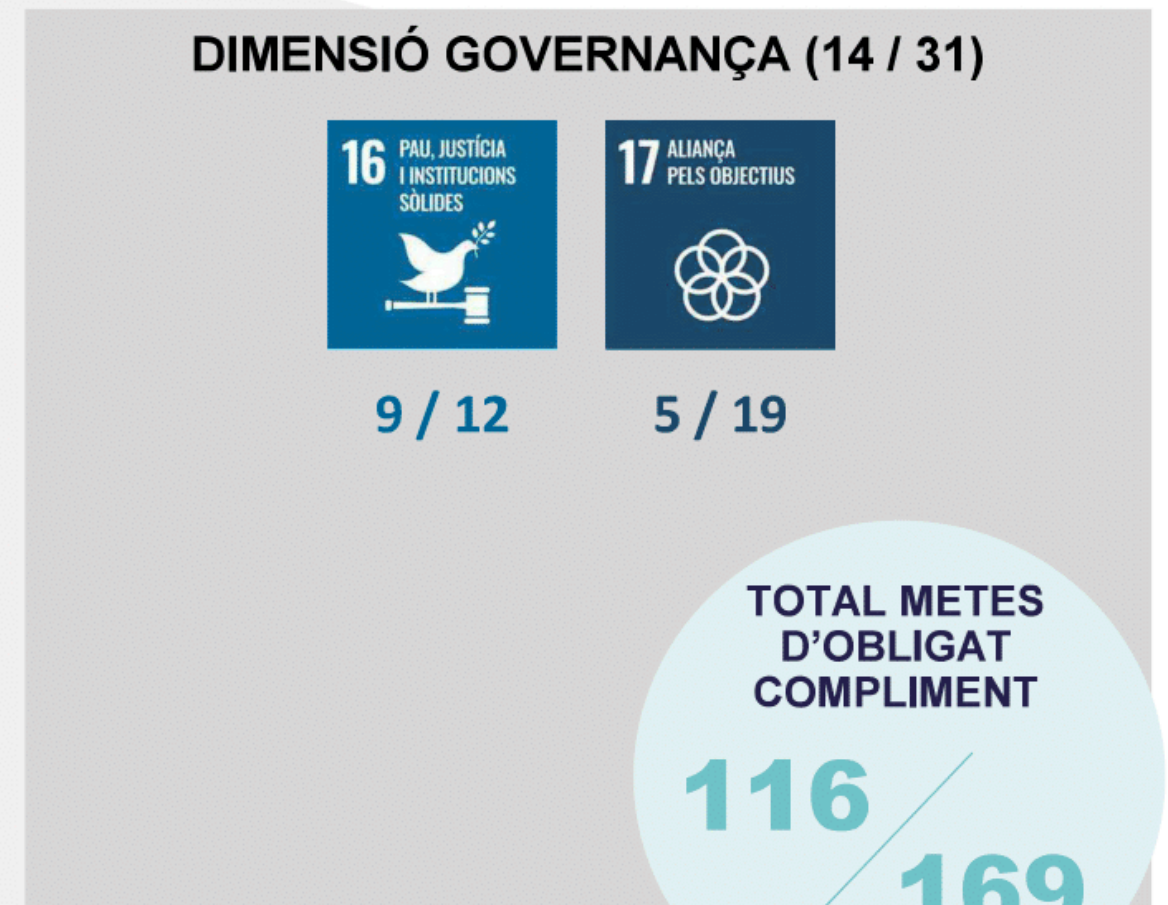 DIMENSIÓ GOVERNANÇA (14 / 31)
16 PAU, JUSTÍCIA
I INSTITUCIONS
SÒLIDES
17 ALIANÇA
PELS OBJECTIUS
9 / 12
5 / 19
TOTAL METES
D’OBLIGAT
COMPLIMENT
116
169